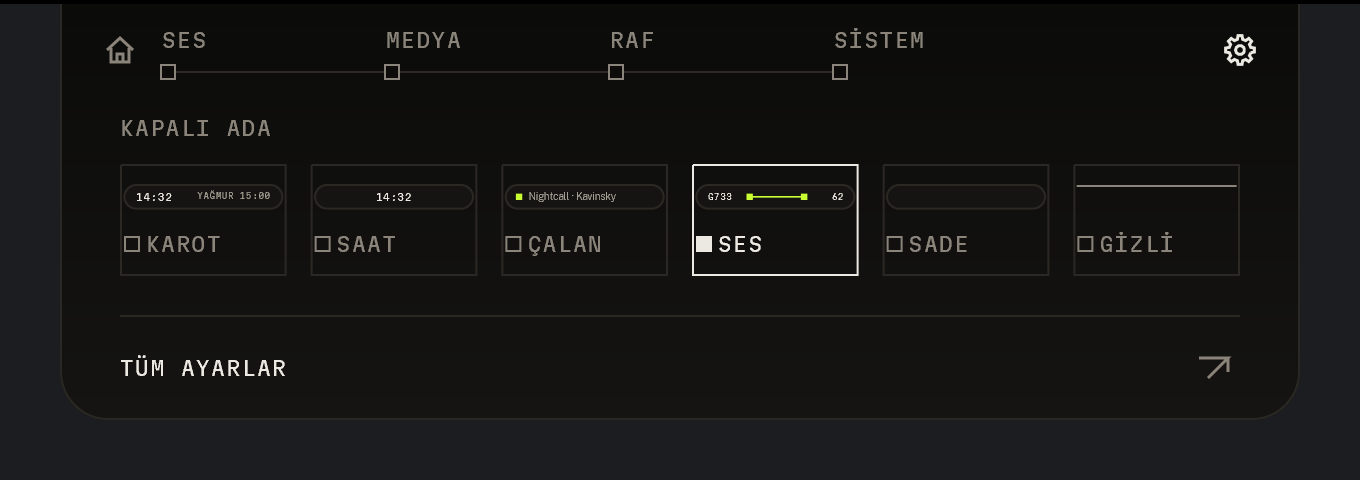 SES MEDYA RAF SİSTEM
KAPALI ADA
14:32 YAĞMUR 15:00
14:32
Nightcall · Kavinsky
G733 62
KAROT SAAT ÇALAN SES SADE GİZLİ
TÜM AYARLAR